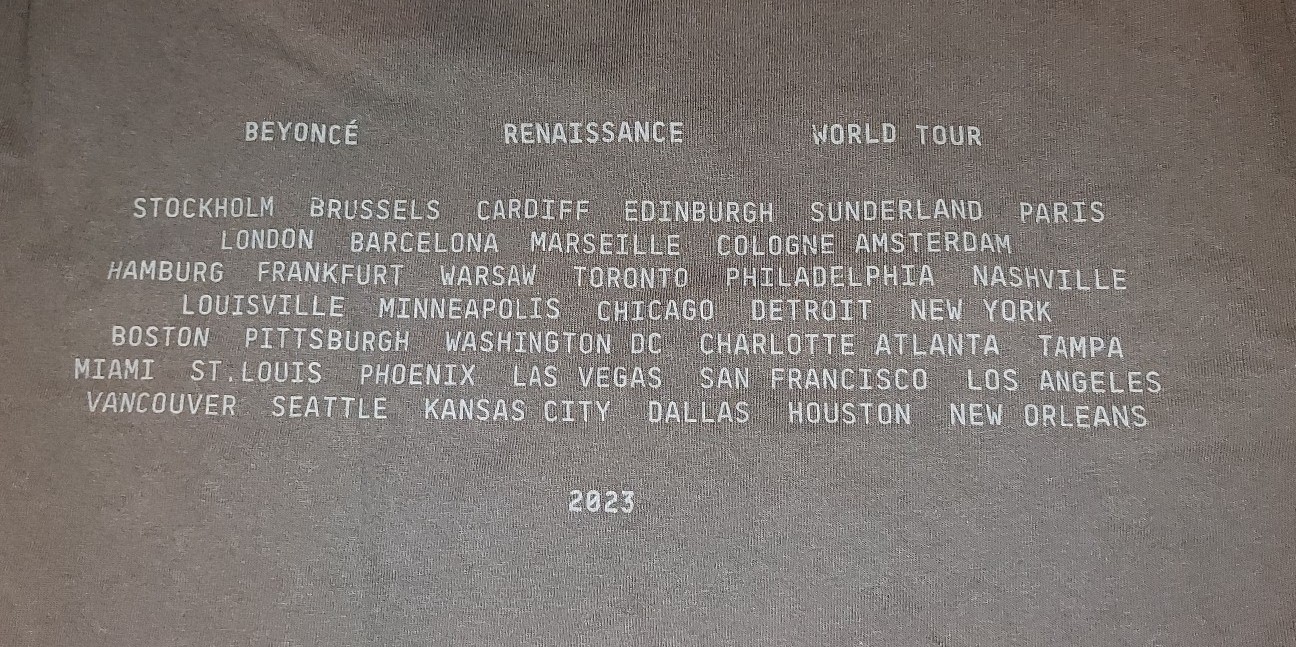 BEYONCÉ RENAISSANCE WORLD TOUR
STOCKHOLM BRUSSELS CARDIFF EDINBURGH SUNDERLAND PARIS
LONDON BARCELONA MARSEILLE COLOGNE AMSTERDAM
HAMBURG FRANKFURT WARSAW TORONTO PHILADELPHIA NASHVILLE
LOUISVILLE MINNEAPOLIS CHICAGO DETROIT NEW YORK
BOSTON PITTSBURGH WASHINGTON DC CHARLOTTE ATLANTA TAMPA
MIAMI ST.LOUIS PHOENIX LAS VEGAS SAN FRANCISCO LOS ANGELES
VANCOUVER SEATTLE KANSAS CITY DALLAS HOUSTON NEW ORLEANS
2023